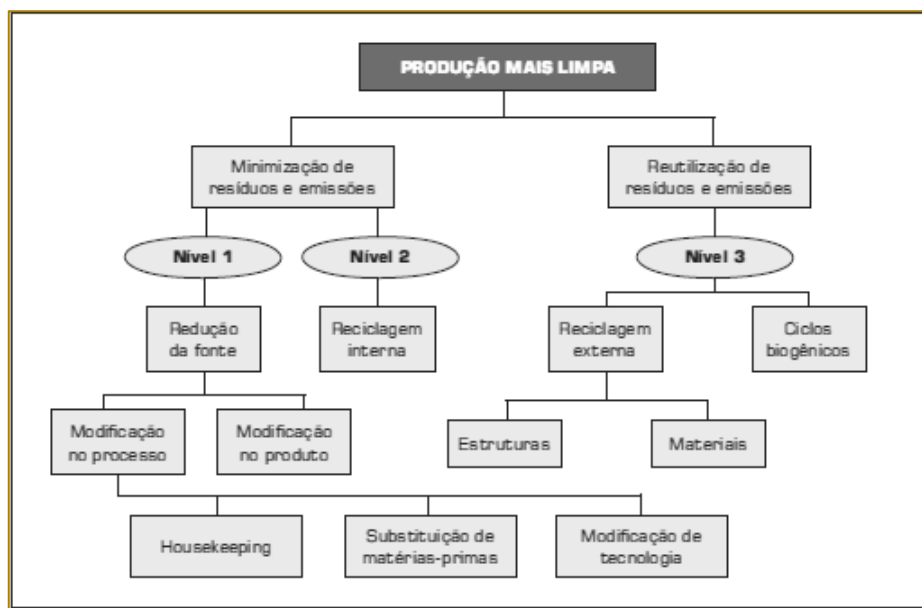 PRODUÇÃO MAIS LIMPA
Minimização de
resíduos e emissões
Reutilização de
resíduos e emissões
Nível 1
Nível 2
Nível 3
Redução
da fonte
Reciclagem
interna
Reciclagem
externa
Ciclos
biogênicos
Modificação
no processo
Modificação
no produto
Estruturas
Materiais
Housekeeping
Substituição de
matérias-primas
Modificação de
tecnologia